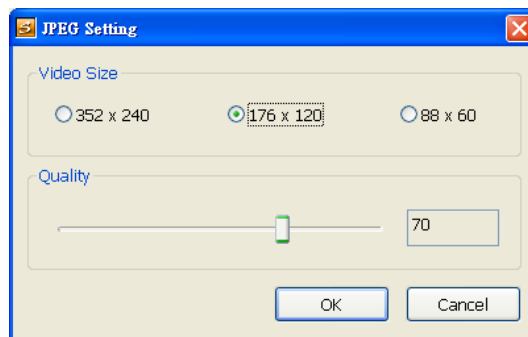 JPEG Setting
Video Size
352 x 240
176 x 120
88 x 60
Quality
70
OK
Cancel